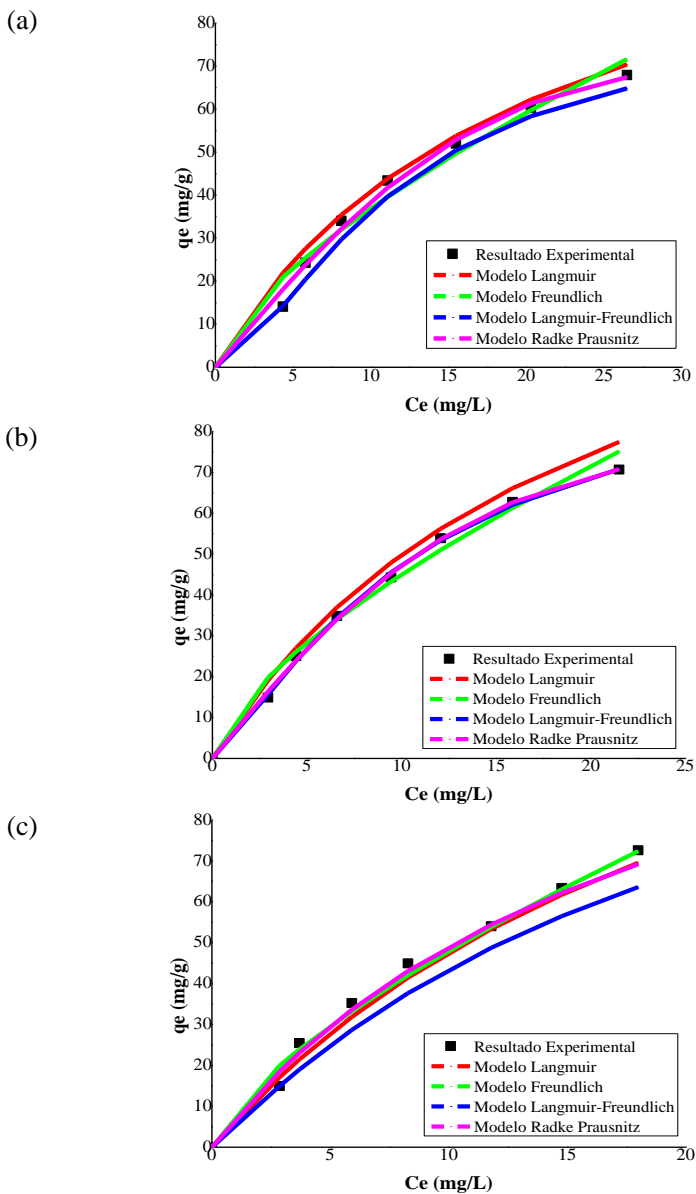 (a)
80
70
60
50
40
30
20
10
0
qe (mg/g)
Resultado Experimental
Modelo Langmuir
Modelo Freundlich
Modelo Langmuir-Freundlich
Modelo Radke Prausnitz
5 10 15 20 25 30
Ce (mg/L)
(b)
80
70
60
50
40
30
20
10
0
qe (mg/g)
Resultado Experimental
Modelo Langmuir
Modelo Freundlich
Modelo Langmuir-Freundlich
Modelo Radke Prausnitz
0 5 10 15 20 25
Ce (mg/L)
(c)
80
70
60
50
40
30
20
10
0
qe (mg/g)
Resultado Experimental
Modelo Langmuir
Modelo Freundlich
Modelo Langmuir-Freundlich
Modelo Radke Prausnitz
0 5 10 15 20
Ce (mg/L)